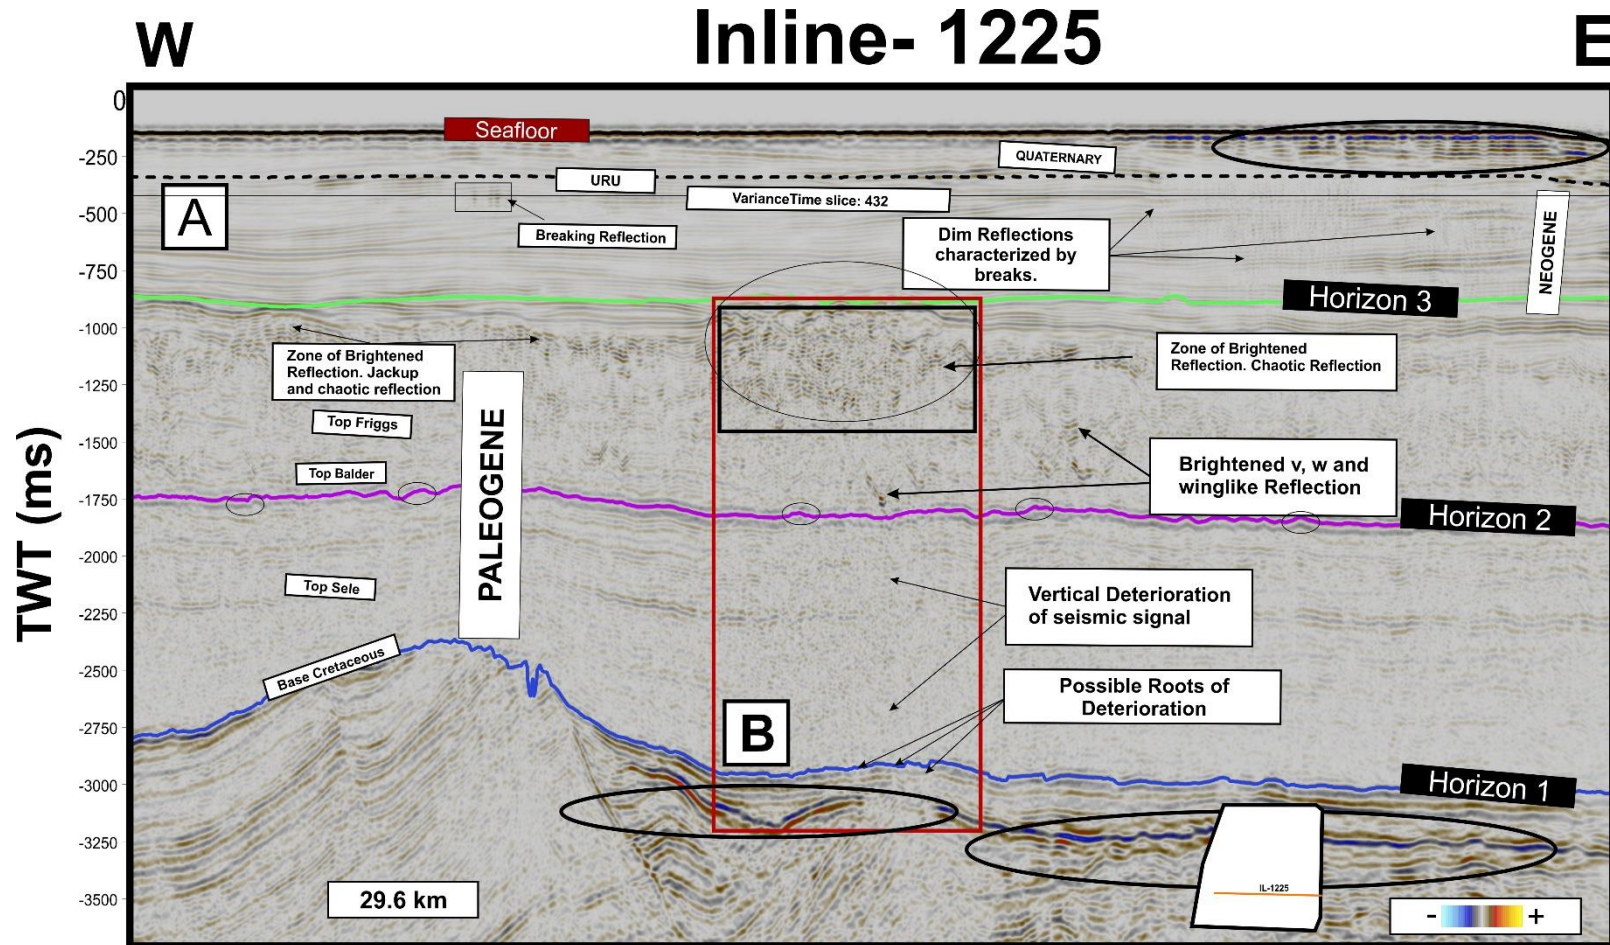 W
Inline- 1225
E
0
-250
-500
-750
-1000
-1250
-1500
-1750
-2000
-2250
-2500
-2750
-3000
-3250
-3500
TWT (ms)
Seafloor
QUATERNARY
URU
VarianceTime slice: 432
A
Breaking Reflection
Dim Reflections
characterized by
breaks.
NEOGENE
Horizon 3
Zone of Brightened
Reflection. Jackup
and chaotic reflection
Zone of Brightened
Reflection. Chaotic Reflection
PALEOGENE
Top Friggs
Top Balder
Brightened v, w and
winglike Reflection
Horizon 2
Top Sele
Vertical Deterioration
of seismic signal
Base Cretaceous
Possible Roots of
Deterioration
B
Horizon 1
29.6 km
IL-1225
- +